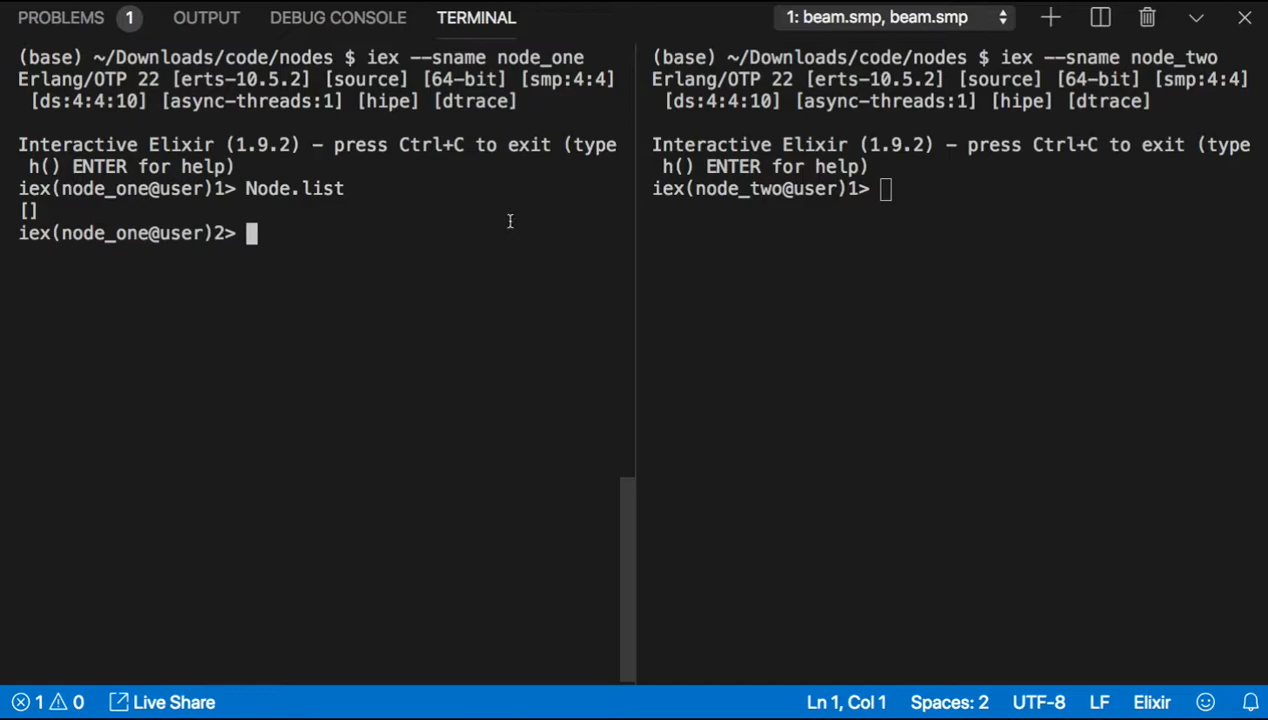 PROBLEMS 1 OUTPUT DEBUG CONSOLE TERMINAL 1: beam.smp, beam.smp
(base) ~/Downloads/code/nodes $ iex --sname node_one
Erlang/OTP 22 [erts-10.5.2] [source] [64-bit] [smp:4:4]
[ds:4:4:10] [async-threads:1] [hipe] [dtrace]
Interactive Elixir (1.9.2) - press Ctrl+C to exit (type
h() ENTER for help)
iex(node_one@user)1> Node.list
[]
iex(node_one@user)2>
(base) ~/Downloads/code/nodes $ iex --sname node_two
Erlang/OTP 22 [erts-10.5.2] [source] [64-bit] [smp:4:4]
[ds:4:4:10] [async-threads:1] [hipe] [dtrace]
Interactive Elixir (1.9.2) - press Ctrl+C to exit (type
h() ENTER for help)
iex(node_two@user)1>
1 0 Live Share Ln 1, Col 1 Spaces: 2 UTF-8 LF Elixir